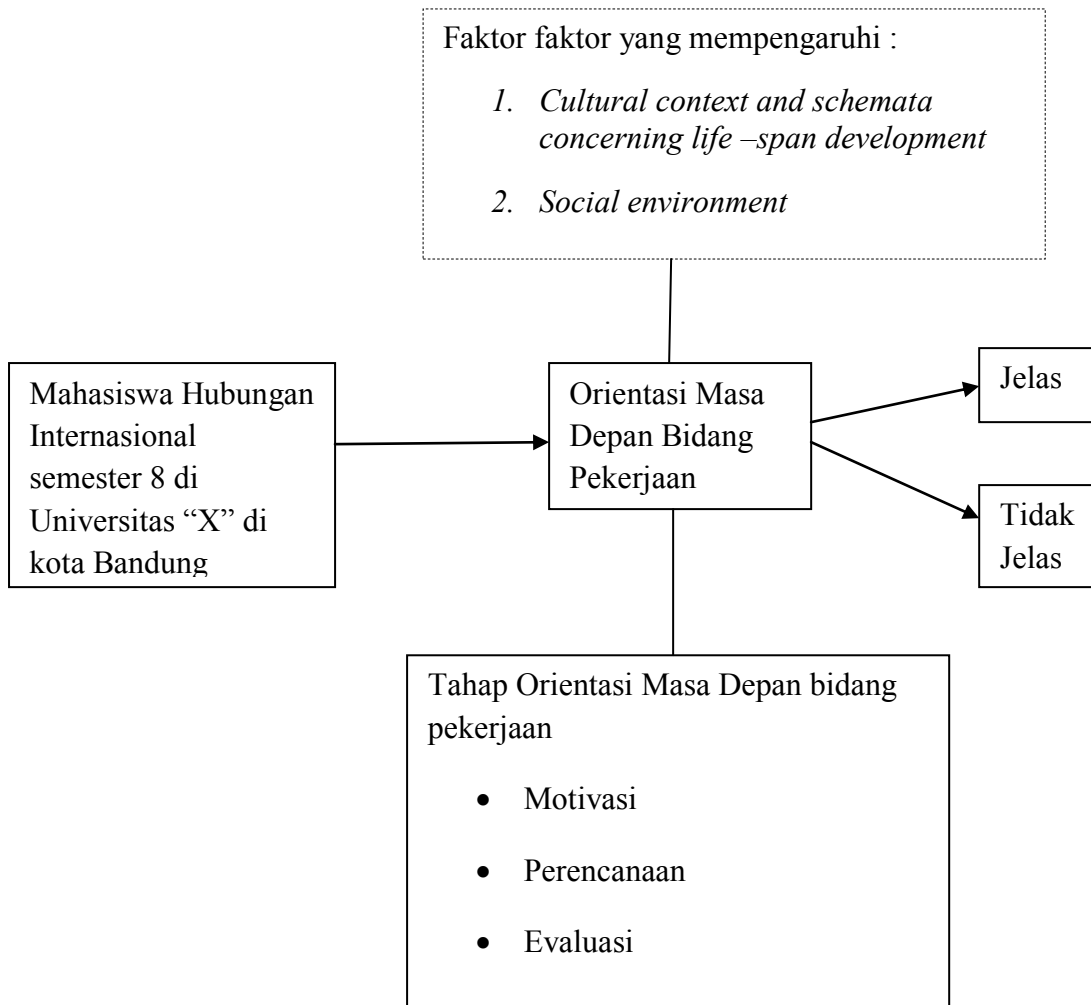 Faktor faktor yang mempengaruhi :
1. Cultural context and schemata
concerning life –span development
2. Social environment
Mahasiswa Hubungan
Internasional
semester 8 di
Universitas “X” di
kota Bandung
Orientasi Masa
Depan Bidang
Pekerjaan
Jelas
Tidak
Jelas
Tahap Orientasi Masa Depan bidang
pekerjaan
• Motivasi
• Perencanaan
• Evaluasi